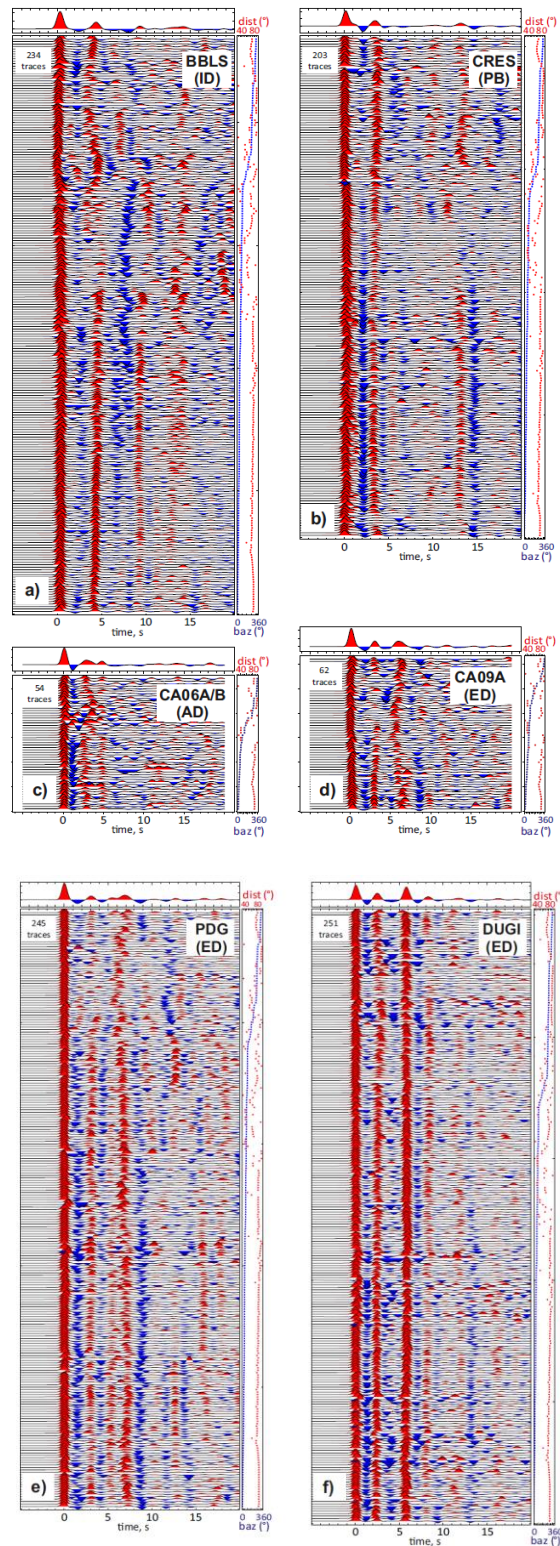 dist (°)
40 80
234
traces
BBLS
(ID)
a)
0 5 10 15
time, s
0 360
baz (°)
dist (°)
40 80
203
traces
CRES
(PB)
b)
0 5 10 15
time, s
0 360
baz (°)
dist (°)
40 80
54
traces
CA06A/B
(AD)
c)
0 5 10 15
time, s
0 360
baz (°)
dist (°)
40 80
62
traces
CA09A
(ED)
d)
0 5 10 15
time, s
0 360
baz (°)
dist (°)
40 80
245
traces
PDG
(ED)
e)
0 5 10 15
time, s
0 360
baz (°)
dist (°)
40 80
251
traces
DUGI
(ED)
f)
0 5 10 15
time, s
0 360
baz (°)